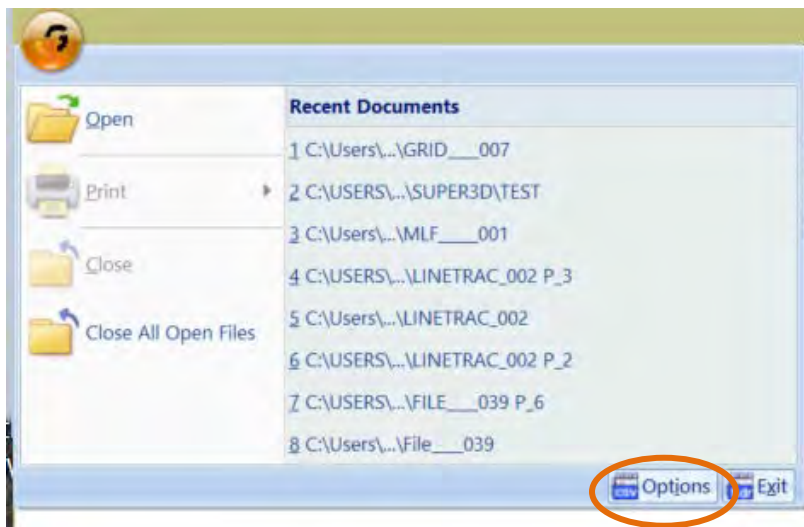 Open
Print
Close
Close All Open Files
Recent Documents
1 C:\Users\...\GRID___007
2 C:\USERS\...\SUPER3D\TEST
3 C:\Users\...\MLF____001
4 C:\USERS\...\LINETRAC_002 P_3
5 C:\Users\...\LINETRAC_002
6 C:\USERS\...\LINETRAC_002 P_2
7 C:\USERS\...\FILE___039 P_6
8 C:\Users\...\File___039
CSV Options Exit